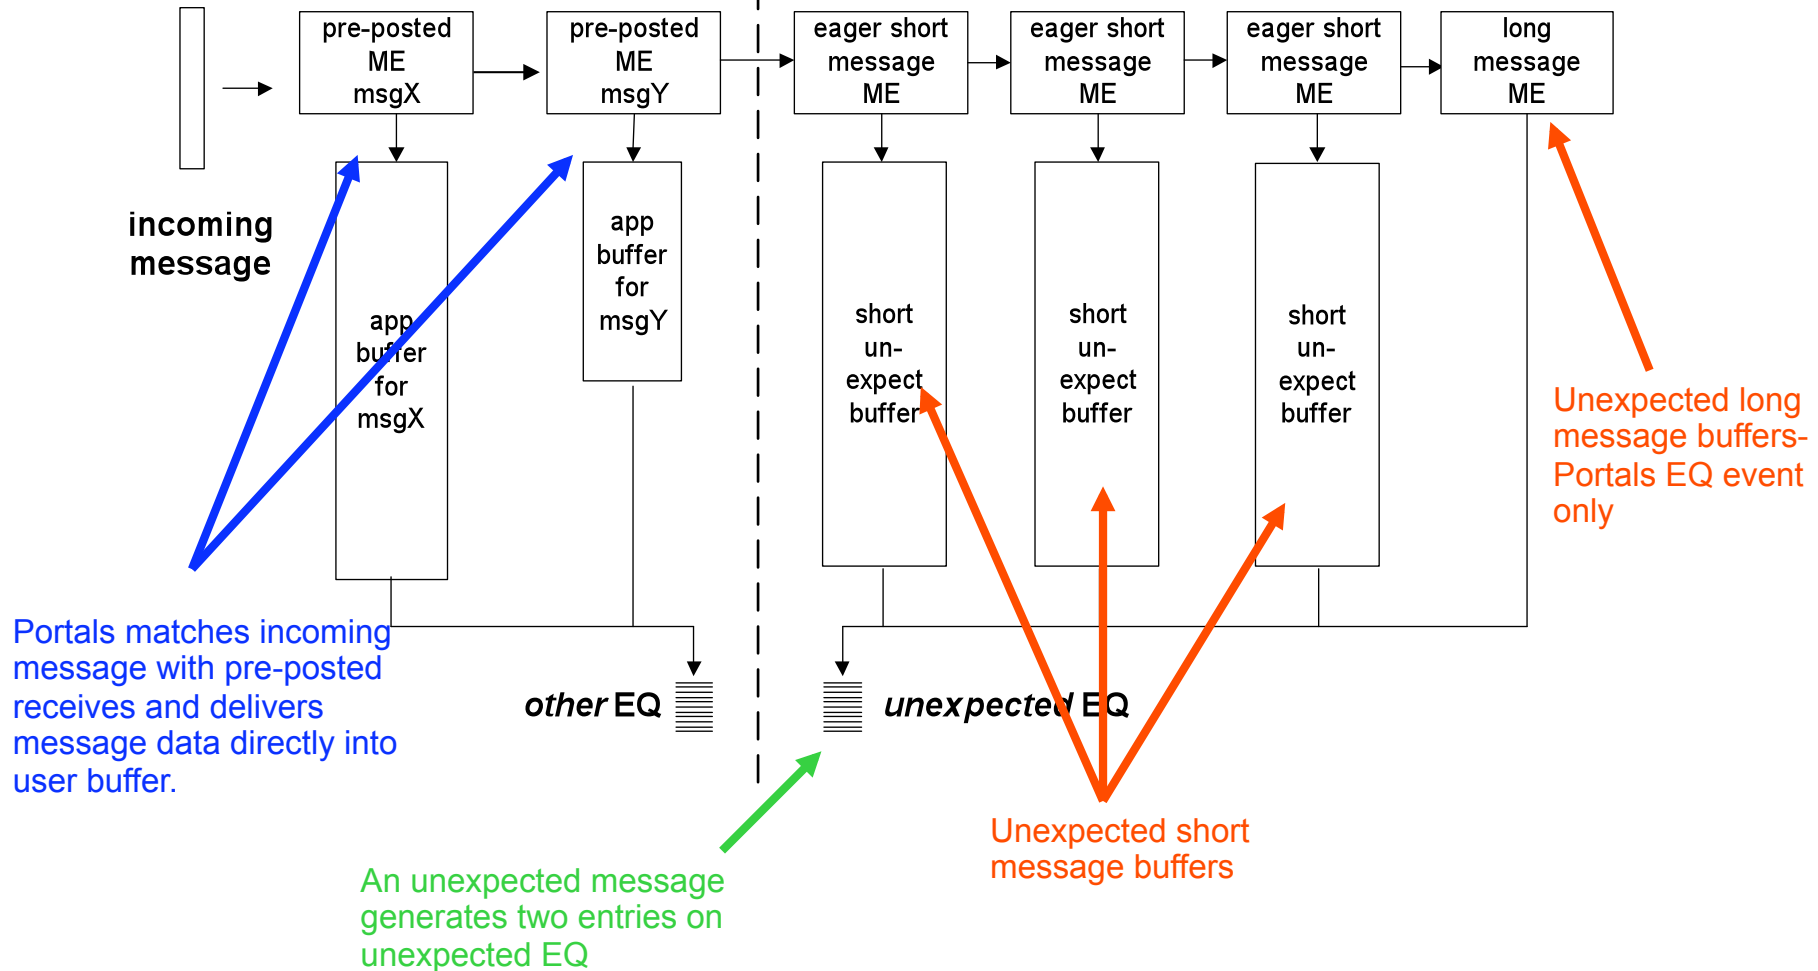 pre-posted
ME
msgX
pre-posted
ME
msgY
eager short
message
ME
eager short
message
ME
eager short
message
ME
long
message
ME
incoming
message
app
buffer
for
msgX
app
buffer
for
msgY
short
un-
expect
buffer
short
un-
expect
buffer
short
un-
expect
buffer
Unexpected long
message buffers-
Portals EQ event
only
Portals matches incoming
message with pre-posted
receives and delivers
message data directly into
user buffer.
other EQ
unexpected EQ
Unexpected short
message buffers
An unexpected message
generates two entries on
unexpected EQ